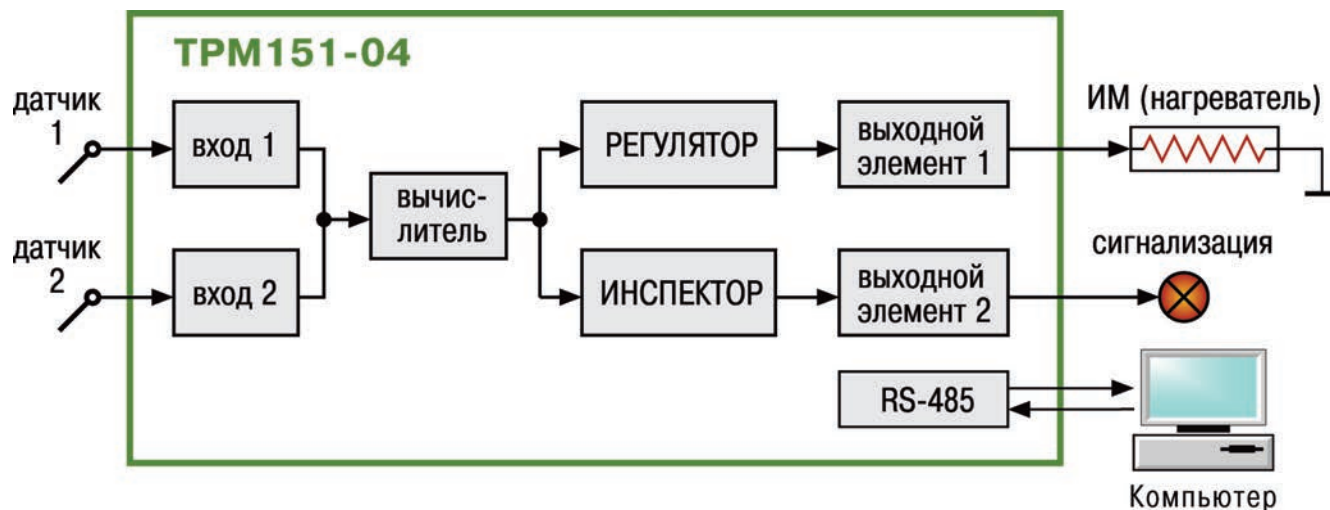 ТРМ151-04
датчик
1
вход 1
РЕГУЛЯТОР
выходной
элемент 1
ИМ (нагреватель)
вычис-
литель
датчик
2
вход 2
ИНСПЕКТОР
выходной
элемент 2
сигнализация
RS-485
Компьютер